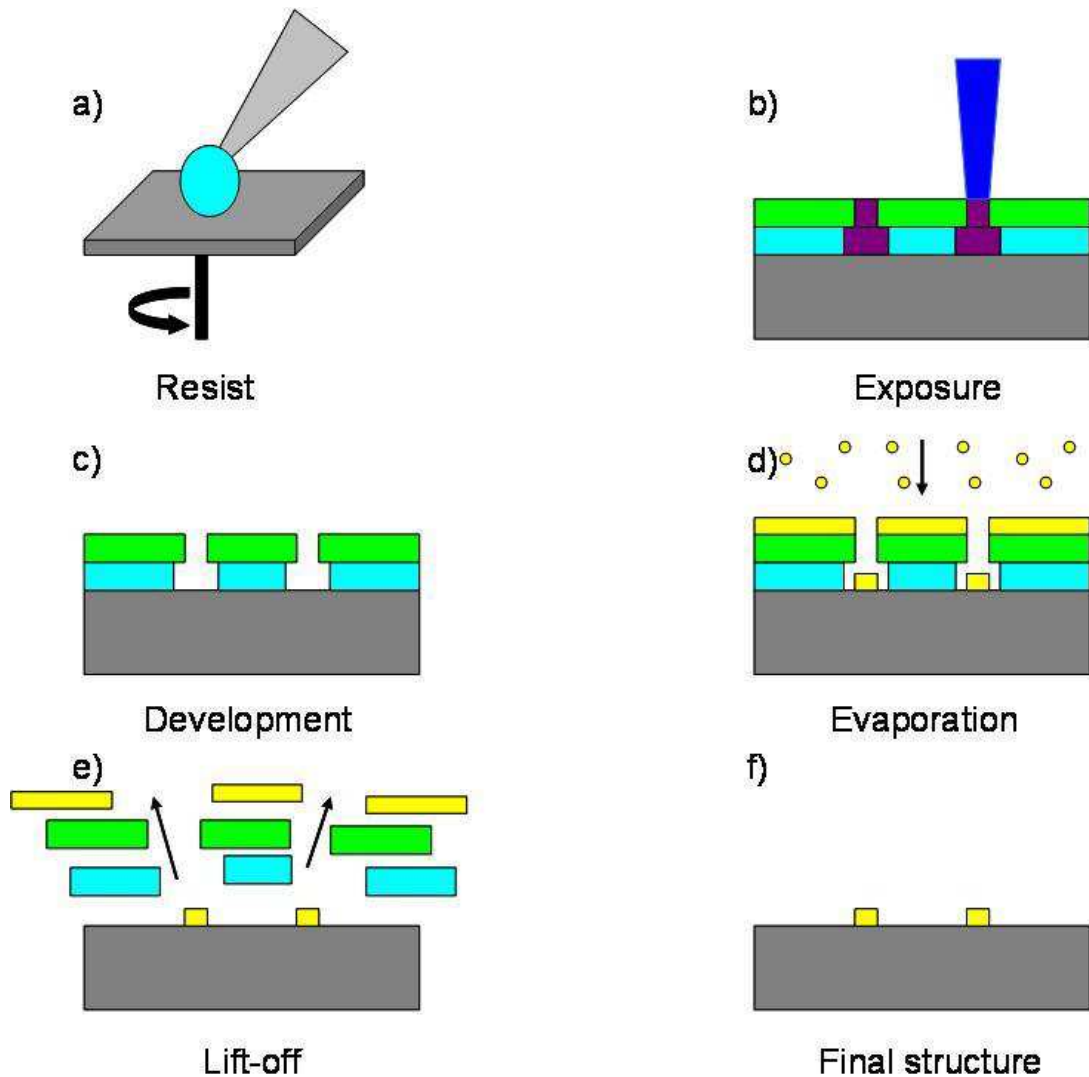 a)
b)
Resist
Exposure
c)
d)
Development
Evaporation
e)
f)
Lift-off
Final structure